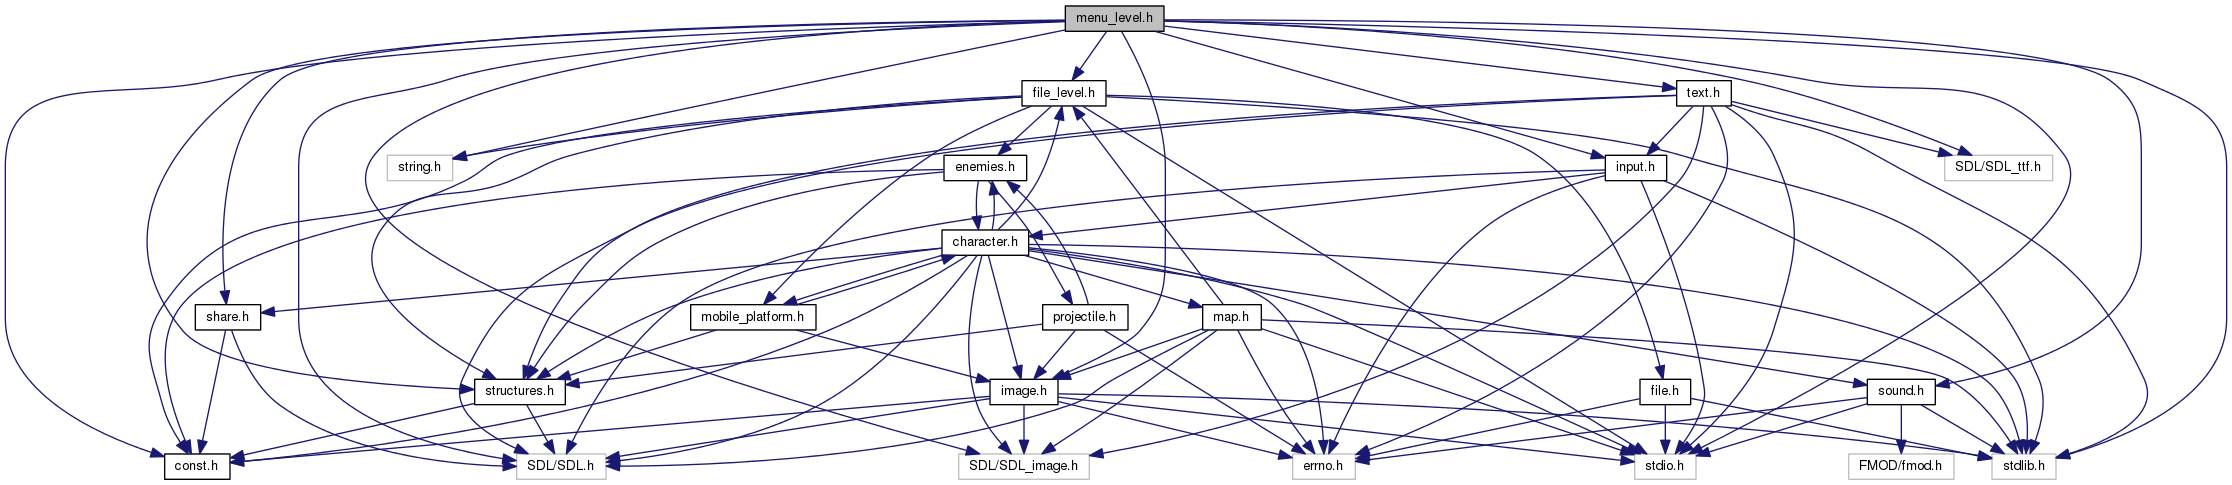 menu_level.h
file_level.h
text.h
string.h
enemies.h
input.h
SDL/SDL_ttf.h
character.h
share.h
mobile_platform.h
projectile.h
map.h
structures.h
image.h
file.h
sound.h
const.h
SDL/SDL.h
SDL/SDL_image.h
errno.h
stdio.h
FMOD/fmod.h
stdlib.h